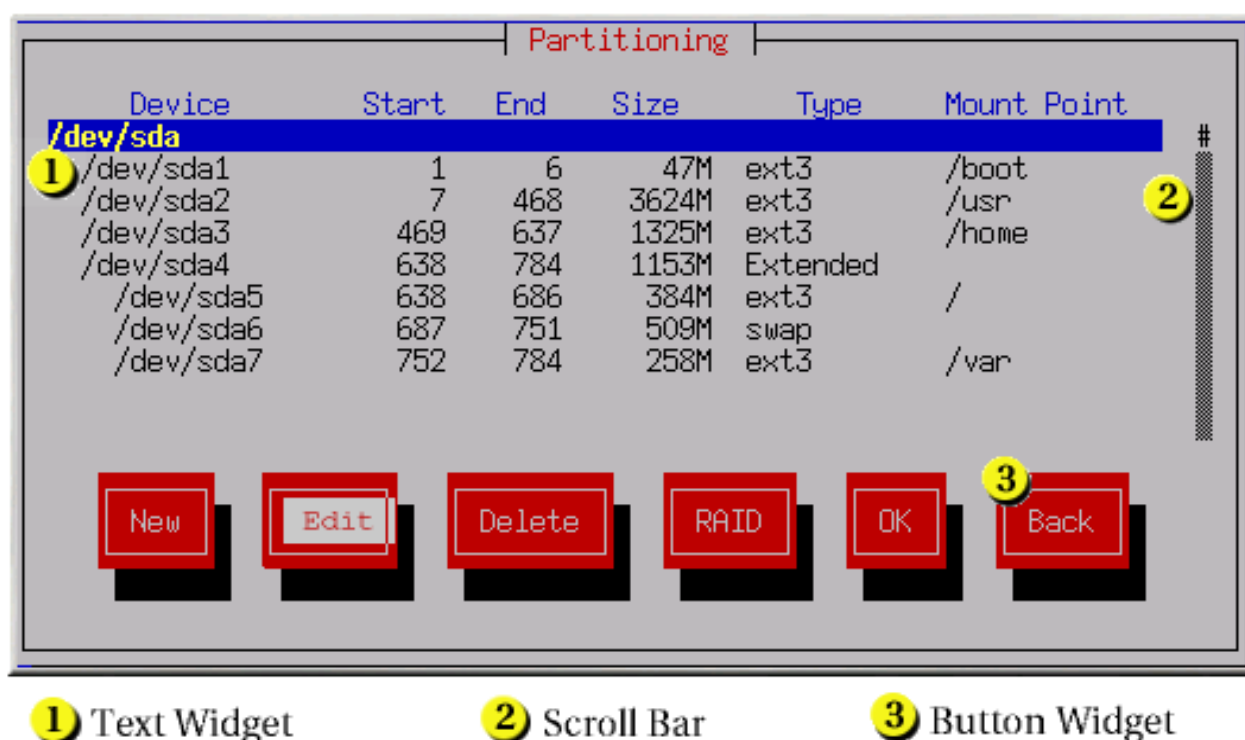 Partitioning
Device Start End Size Type Mount Point
/dev/sda #
1 /dev/sda1 1 6 47M ext3 /boot
/dev/sda2 7 468 3624M ext3 /usr 2
/dev/sda3 469 637 1325M ext3 /home
/dev/sda4 638 784 1153M Extended
/dev/sda5 638 686 384M ext3 /
/dev/sda6 687 751 509M swap
/dev/sda7 752 784 258M ext3 /var
3
New Edit Delete RAID OK Back
1 Text Widget 2 Scroll Bar 3 Button Widget